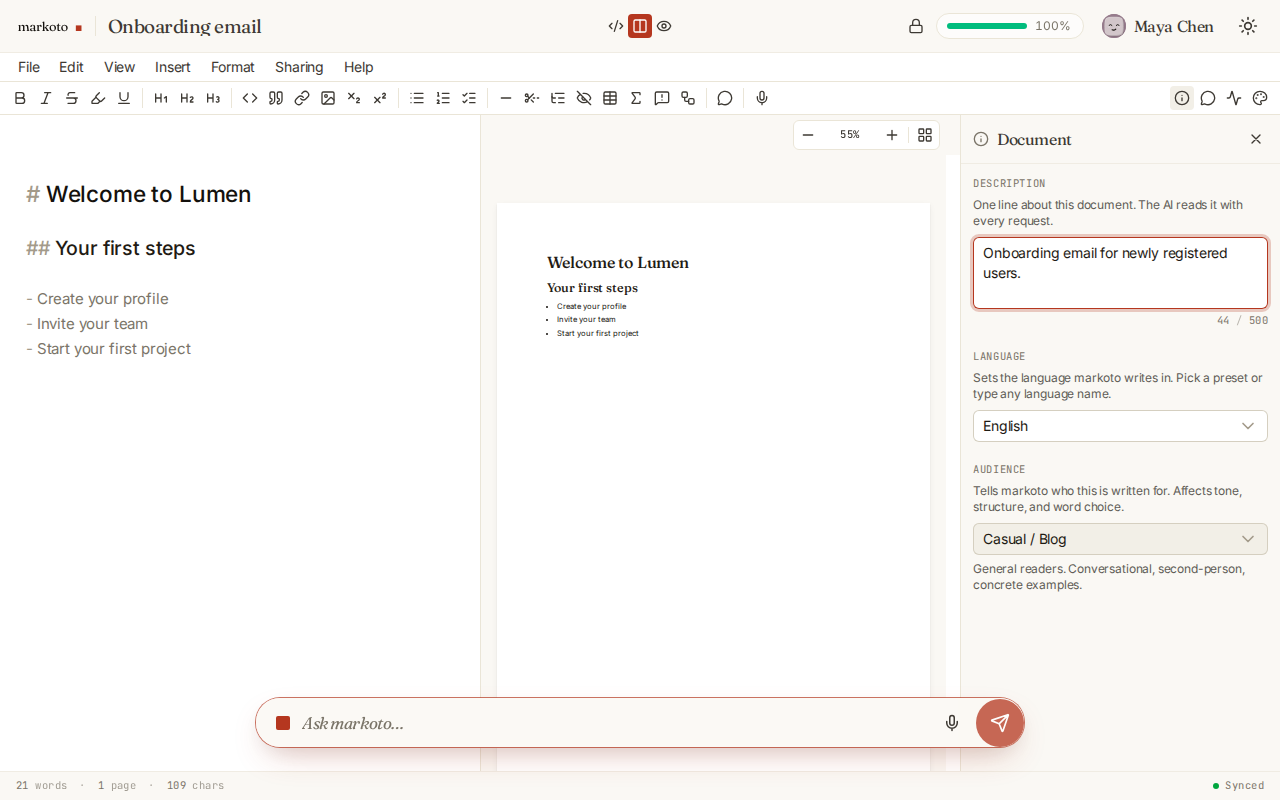 markoto
Onboarding email
100%
Maya Chen
File Edit View Insert Format Sharing Help
H1 H2 H3
X2 X2
55%
# Welcome to Lumen
## Your first steps
- Create your profile
- Invite your team
- Start your first project
Welcome to Lumen
Your first steps
• Create your profile
• Invite your team
• Start your first project
Document
DESCRIPTION
One line about this document. The AI reads it with
every request.
Onboarding email for newly registered
users.
44 / 500
LANGUAGE
Sets the language markoto writes in. Pick a preset or
type any language name.
English
AUDIENCE
Tells markoto who this is written for. Affects tone,
structure, and word choice.
Casual / Blog
General readers. Conversational, second-person,
concrete examples.
Ask markoto...
21 words · 1 page · 109 chars
Synced